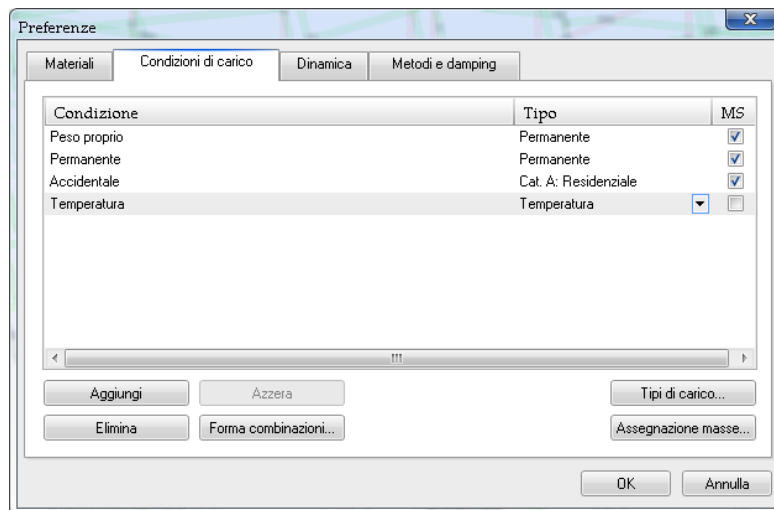 Preferenze
Materiali Condizioni di carico Dinamica Metodi e damping
Condizione Tipo MS
Peso proprio Permanente
Permanente Permanente
Accidentale Cat. A: Residenziale
Temperatura Temperatura
Aggiungi Azzera Tipi di carico...
Elimina Forma combinazioni... Assegnazione masse...
OK Annulla